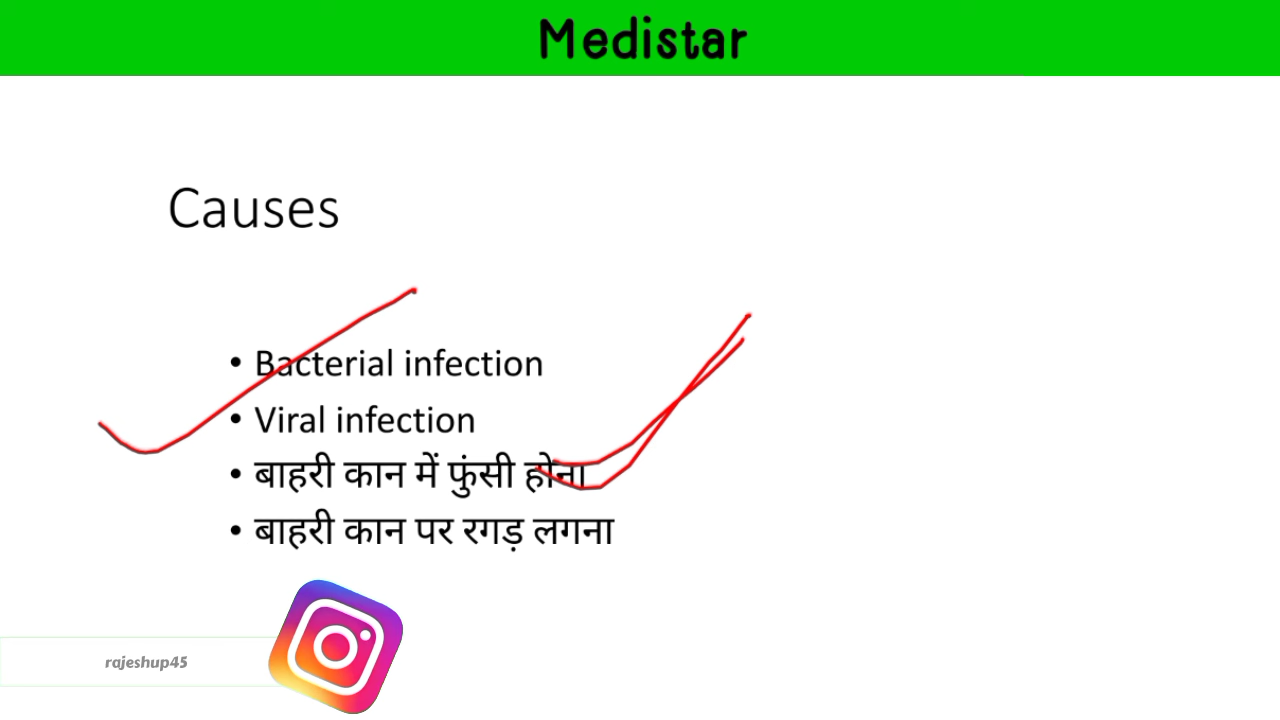 Medistar
Causes
• Bacterial infection
• Viral infection
• बाहरी कान में फुंसी होना
• बाहरी कान पर रगड़ लगना
rajeshup45